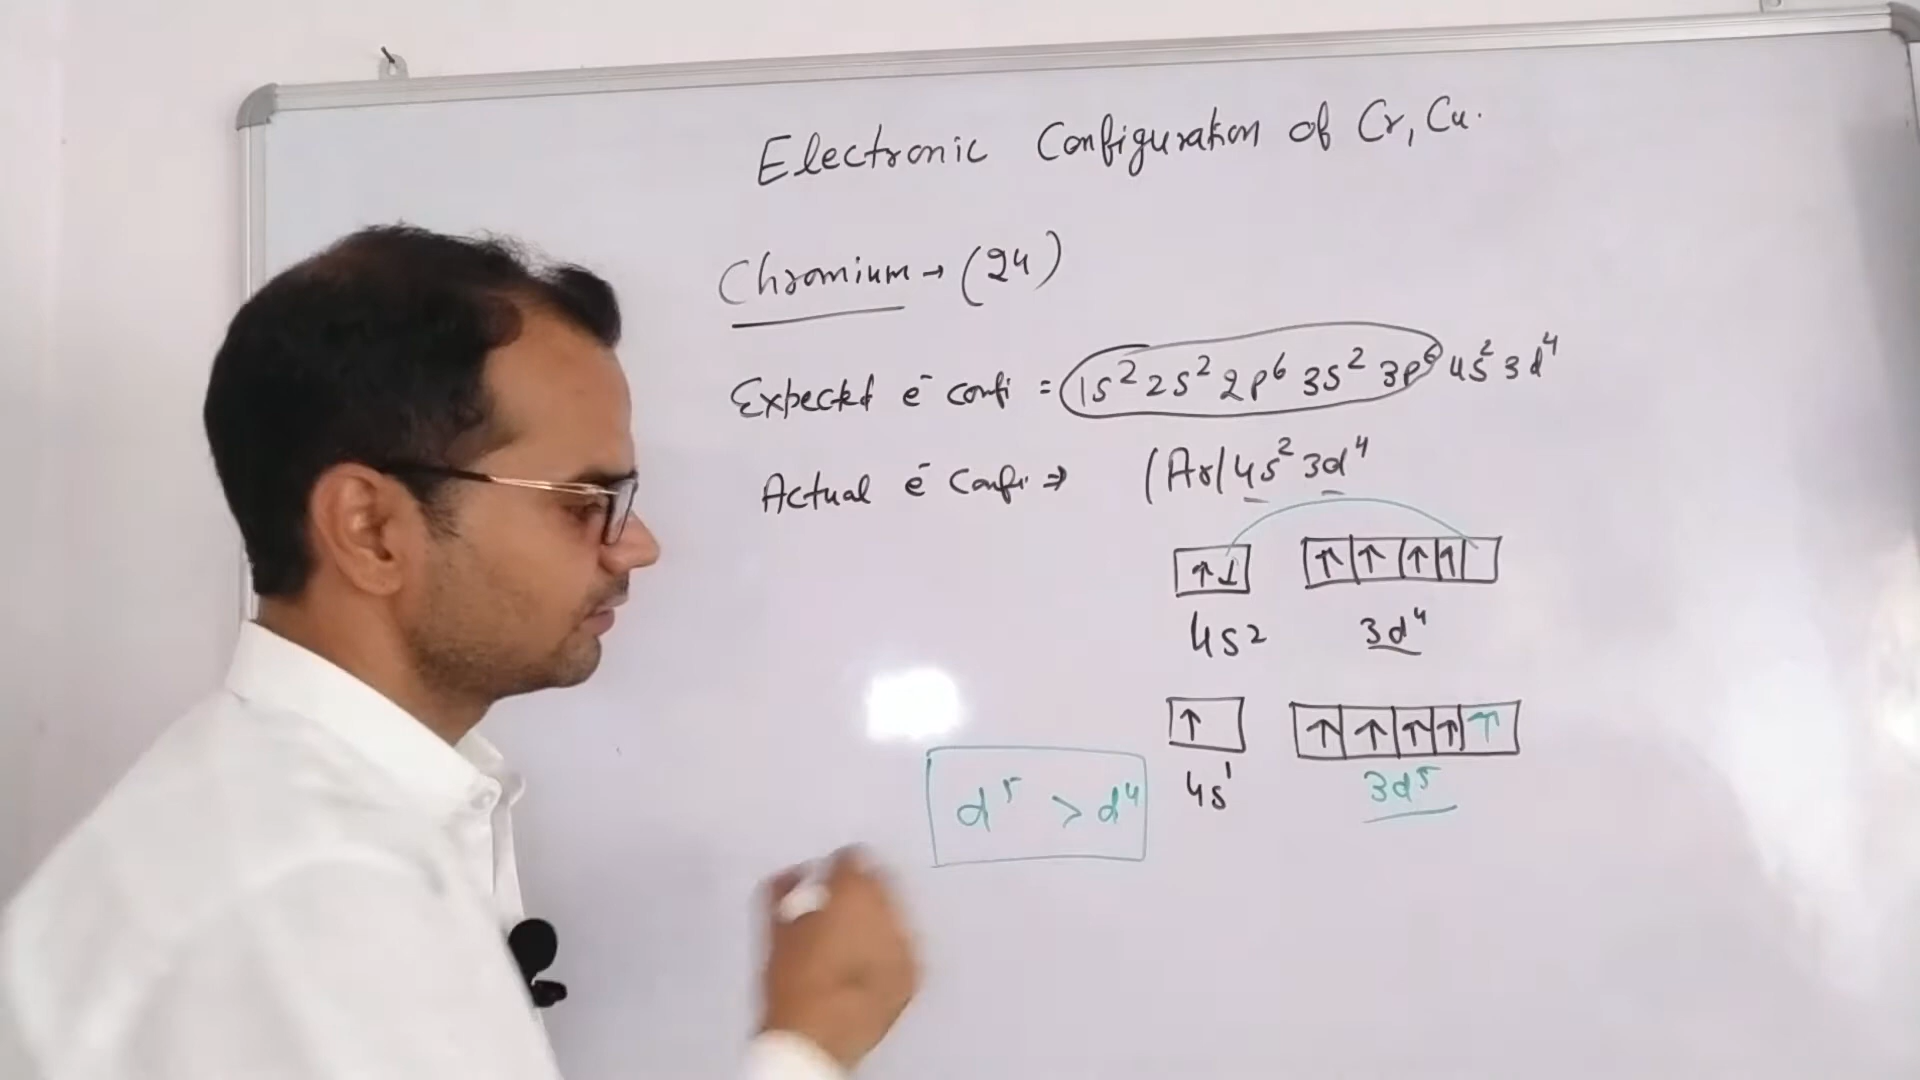 Electronic Configuration of Cr, Cu.
Chromium → (24)
Expected e⁻ confi = 1s² 2s² 2p⁶ 3s² 3p⁶ 4s² 3d⁴
Actual e⁻ Confi ⇒ (Ar) 4s² 3d⁴
↑↓ ↑ ↑ ↑ ↑
4s2 3d⁴
↑ ↑ ↑ ↑ ↑ ↑
4s¹ 3d⁵
d⁵ > d⁴